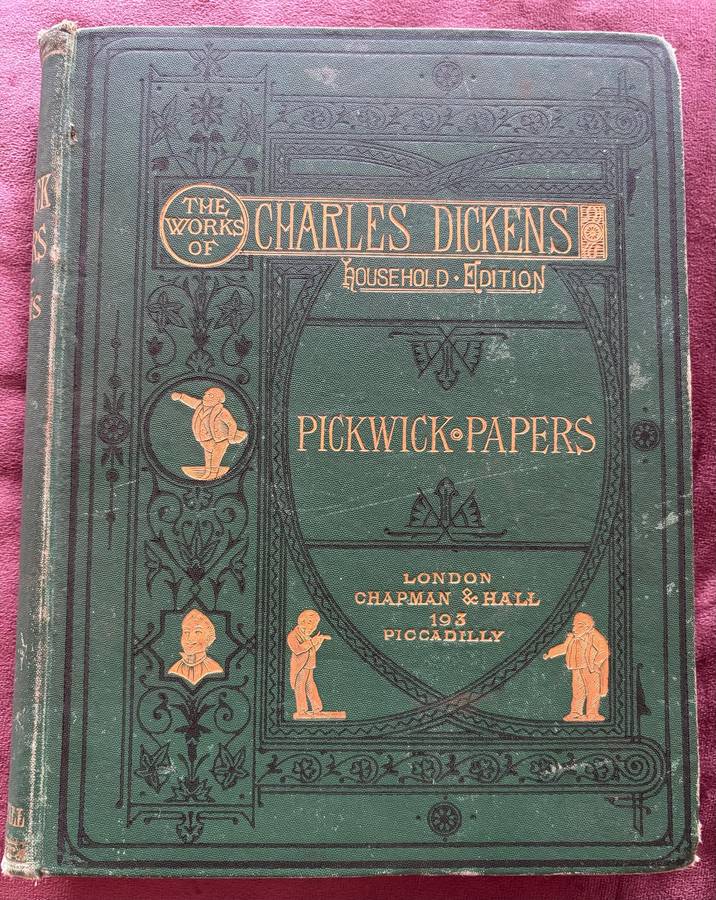 THE
WORKS
OF
CHARLES DICKENS
HOUSEHOLD · EDITION
PICKWICK PAPERS
LONDON
CHAPMAN & HALL
193
PICCADILLY